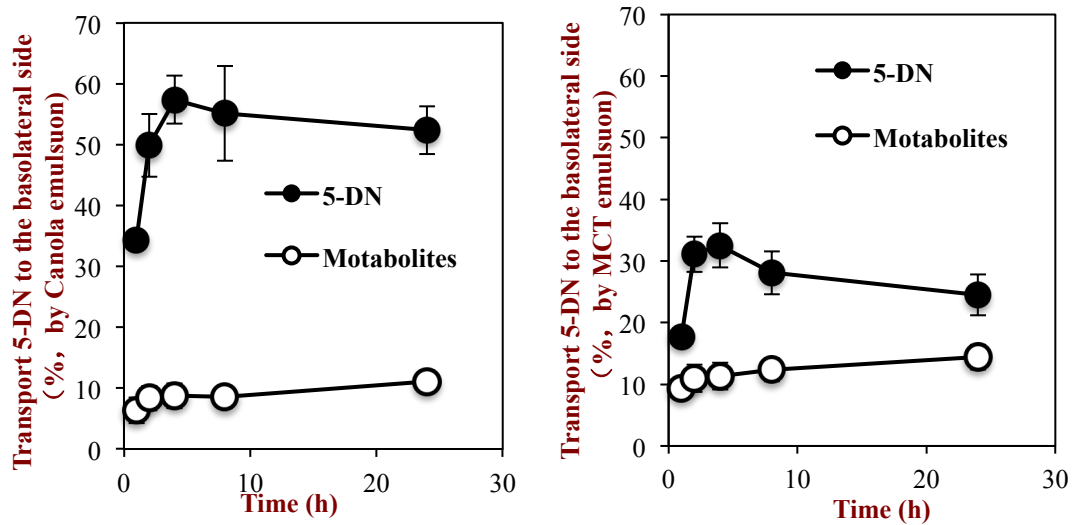 Transport 5-DN to the basolateral side
（%，by Canola emulsuon)
70
60
50
40
30
20
10
0
5-DN
Motabolites
0
10
20
30
Time (h)
Transport 5-DN to the basolateral side
（%，by MCT emulsuon)
70
60
50
40
30
20
10
0
5-DN
Motabolites
0
10
20
30
Time (h)